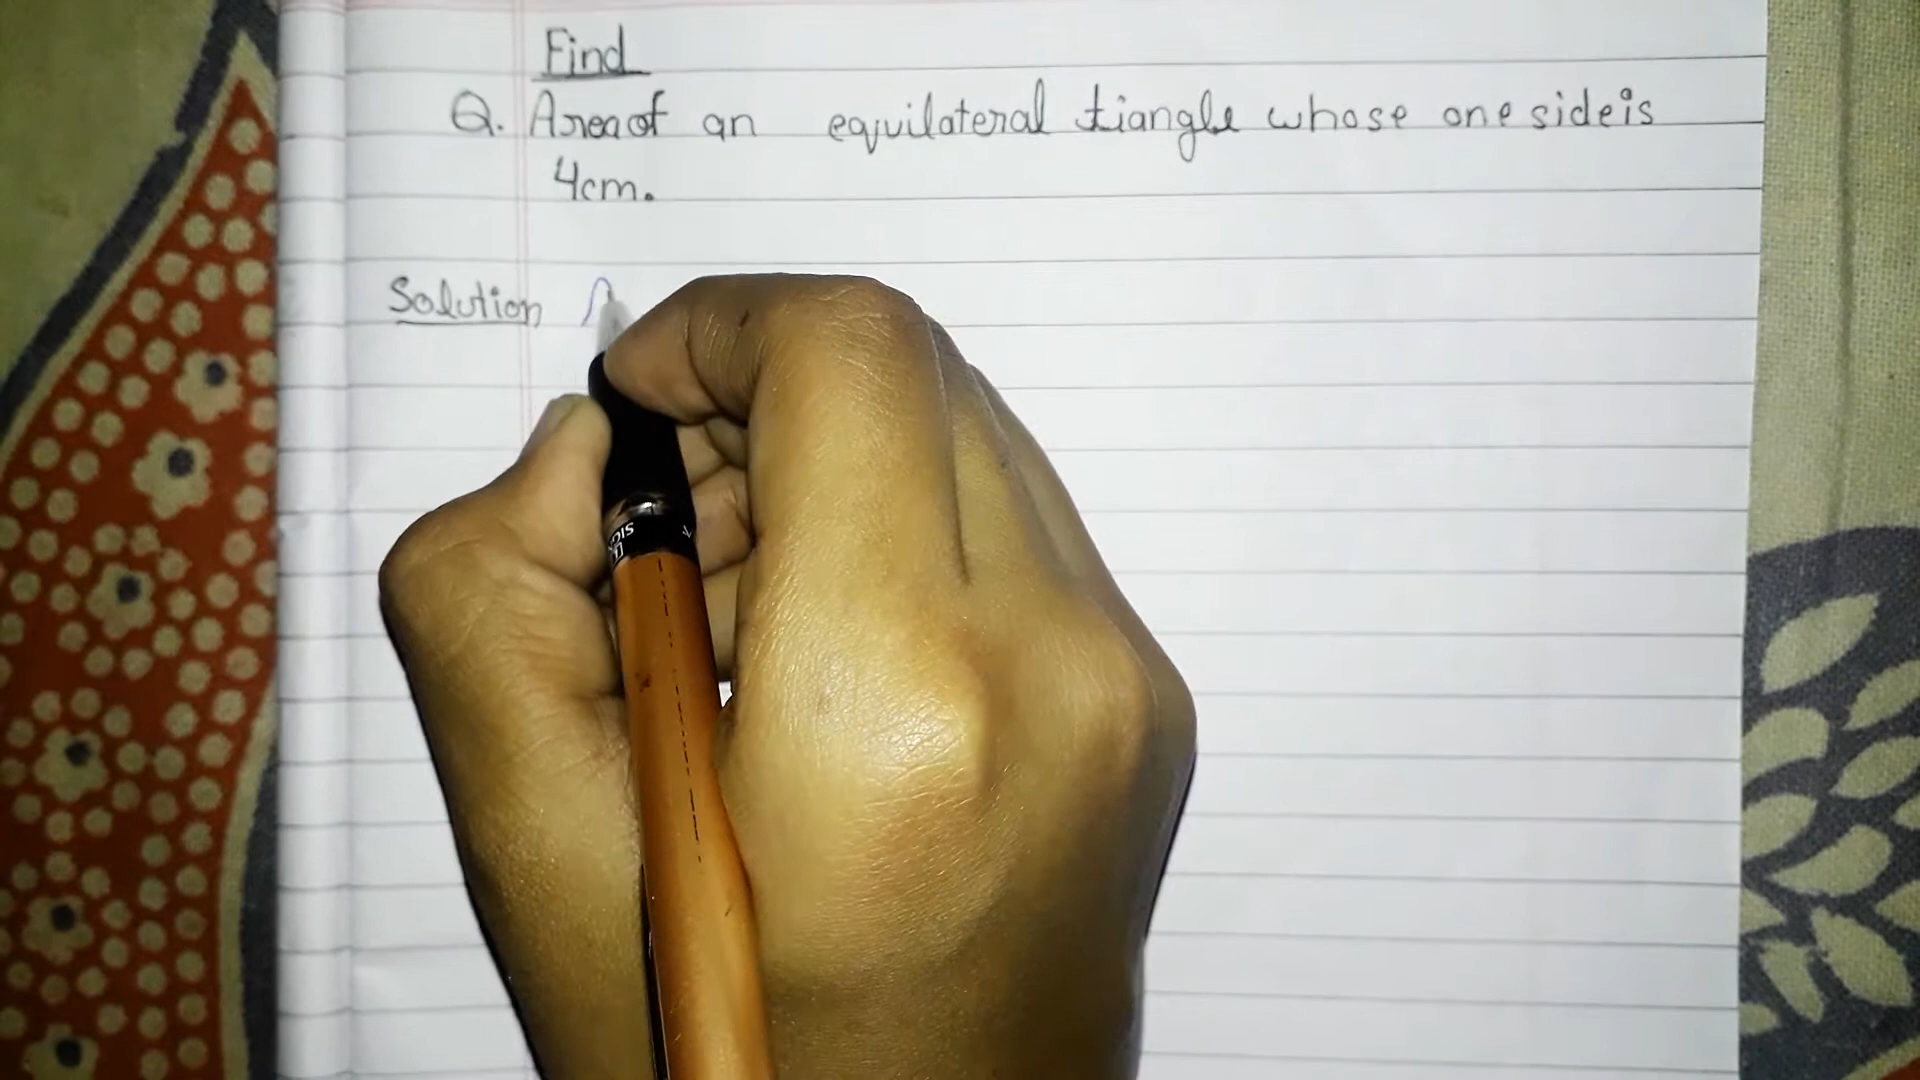 Find
Q. Area of an equilateral tiangle whose one side is
4cm.
Solution